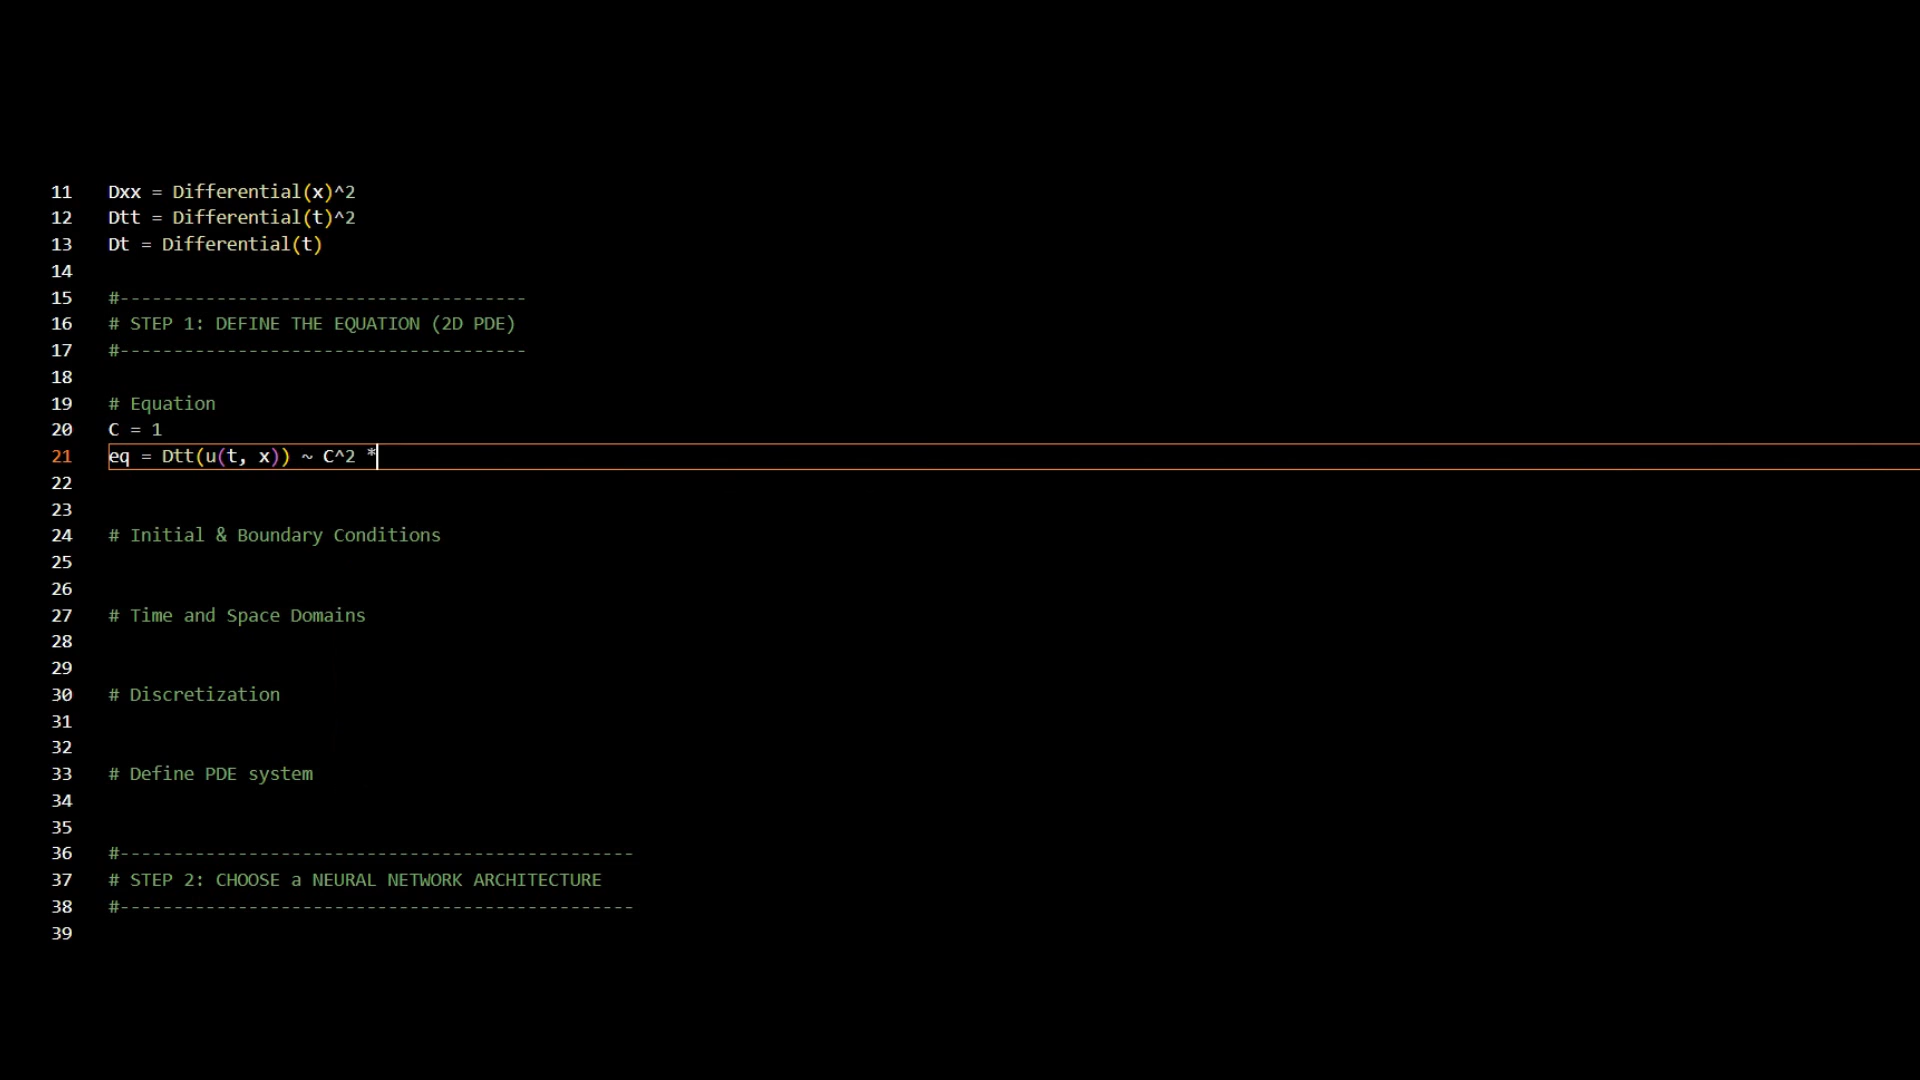 11 Dxx = Differential(x)^2
12 Dtt = Differential(t)^2
13 Dt = Differential(t)
14
15 #--------------------------------------
16 # STEP 1: DEFINE THE EQUATION (2D PDE)
17 #--------------------------------------
18
19 # Equation
20 C = 1
21 eq = Dtt(u(t, x)) ~ C^2 *
22
23
24 # Initial & Boundary Conditions
25
26
27 # Time and Space Domains
28
29
30 # Discretization
31
32
33 # Define PDE system
34
35
36 #------------------------------------------------
37 # STEP 2: CHOOSE a NEURAL NETWORK ARCHITECTURE
38 #------------------------------------------------
39